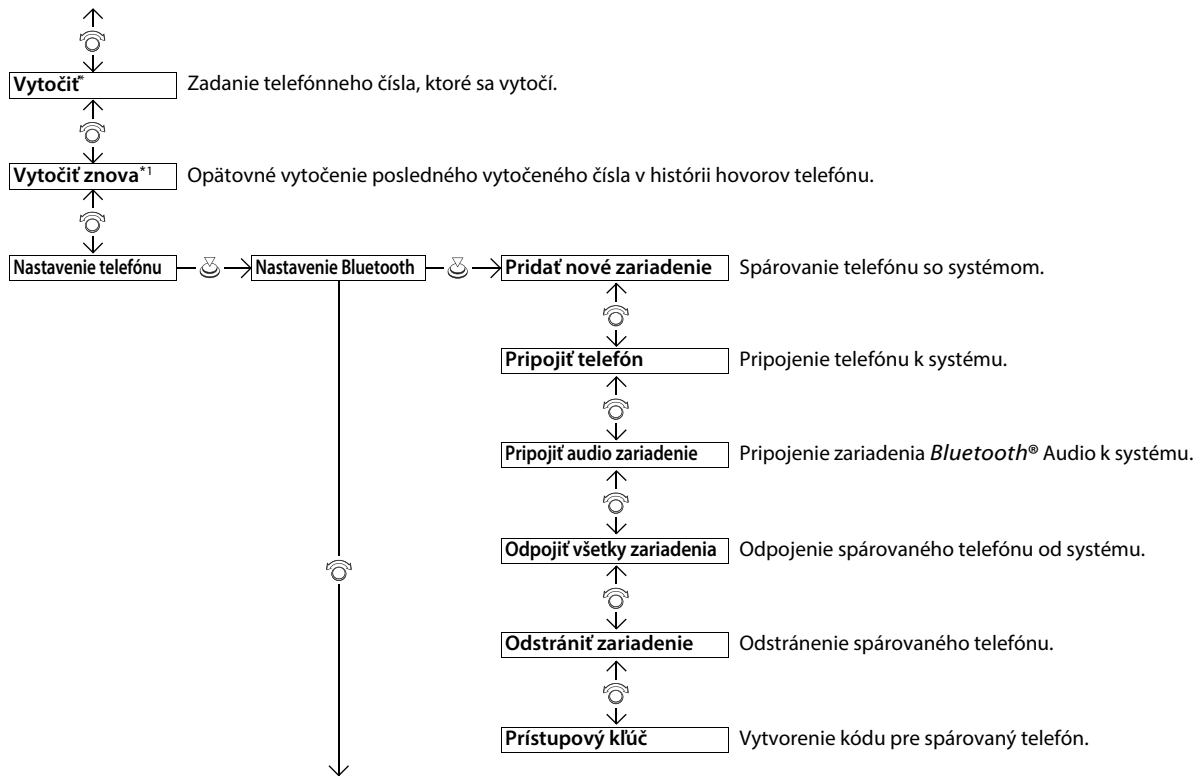 Vytočiť* Zadanie telefónneho čísla, ktoré sa vytočí.
Vytočiť znova*1 Opätovné vytočenie posledného vytočeného čísla v histórii hovorov telefónu.
Nastavenie telefónu Nastavenie Bluetooth Pridať nové zariadenie Spárovanie telefónu so systémom.
Pripojiť telefón Pripojenie telefónu k systému.
Pripojiť audio zariadenie Pripojenie zariadenia Bluetooth® Audio k systému.
Odpojiť všetky zariadenia Odpojenie spárovaného telefónu od systému.
Odstrániť zariadenie Odstránenie spárovaného telefónu.
Prístupový kľúč Vytvorenie kódu pre spárovaný telefón.